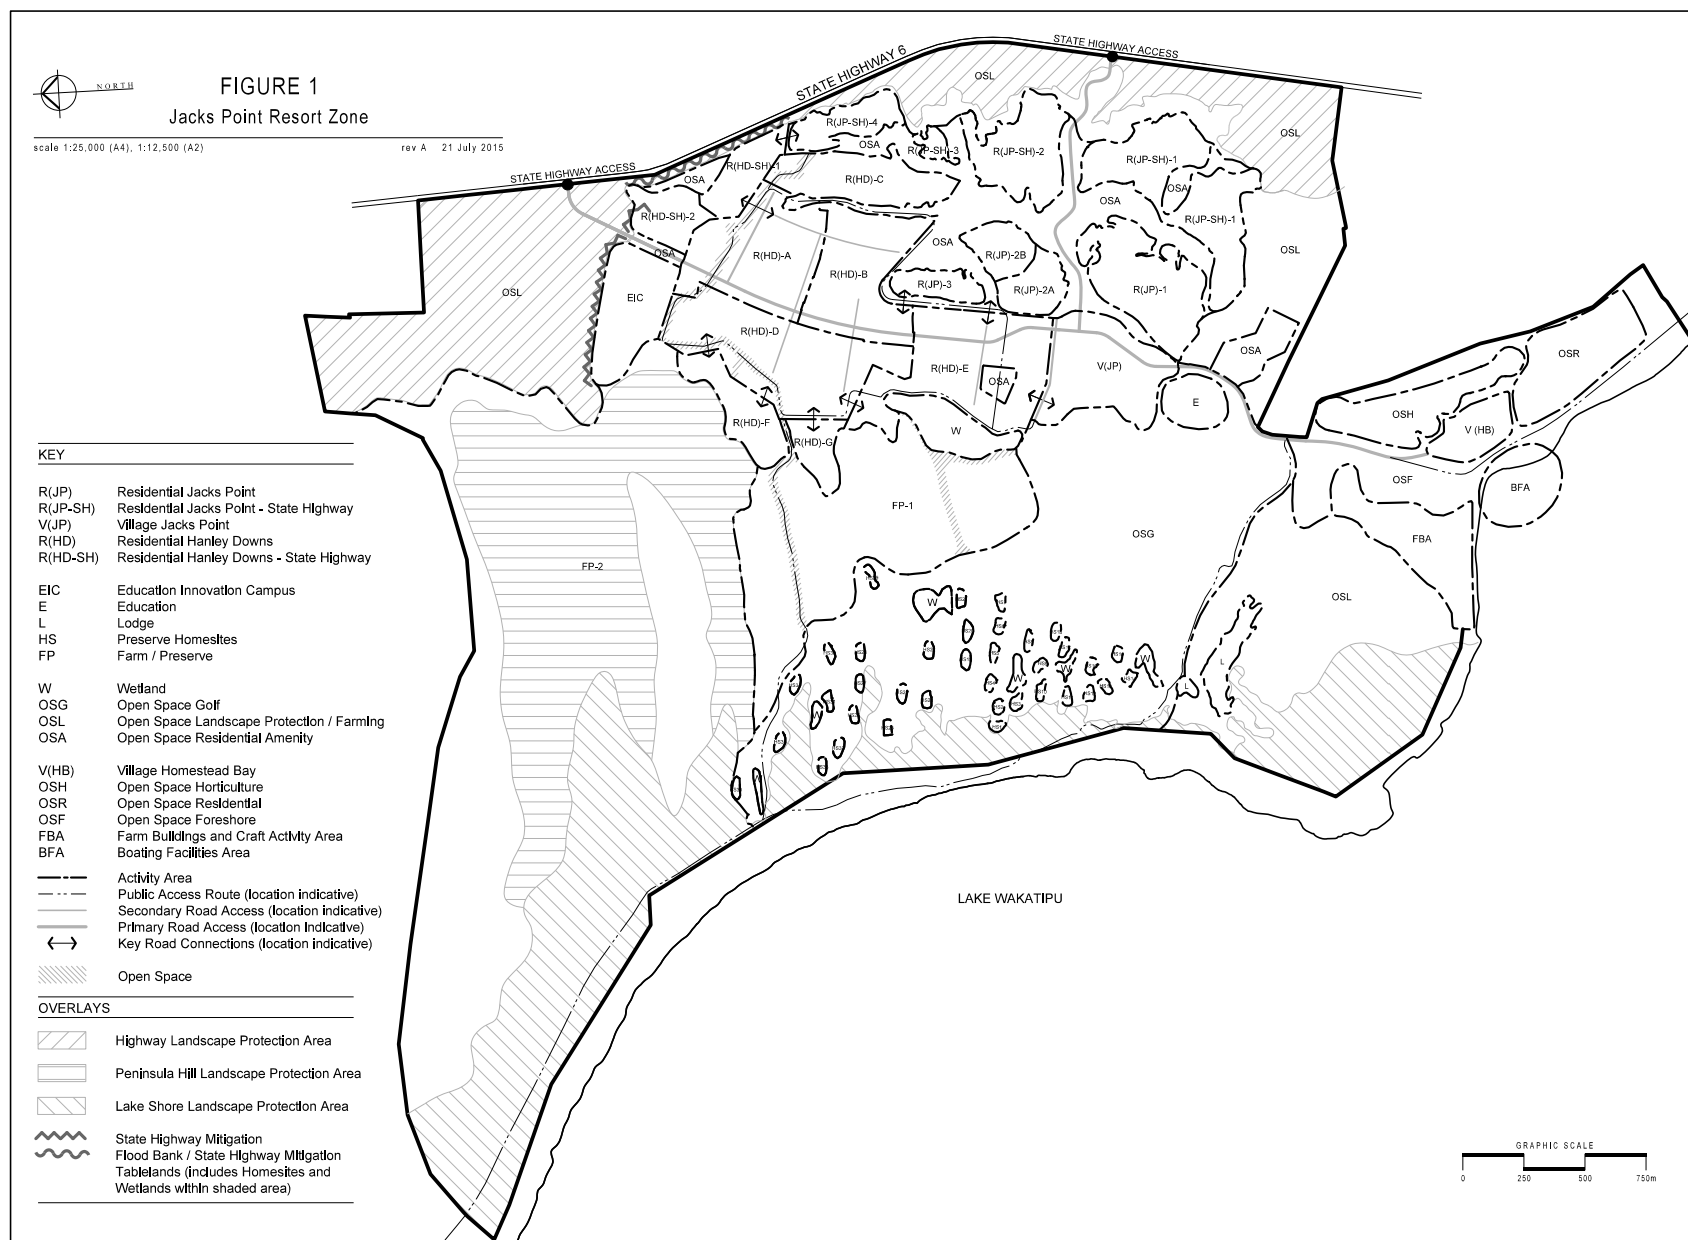 FIGURE 1
Jacks Point Resort Zone
NORTH
scale 1:25,000 (A4), 1:12,500 (A2)
rev A 21 July 2015
STATE HIGHWAY 6
STATE HIGHWAY ACCESS
STATE HIGHWAY ACCESS
OSL
OSL
R(JP-SH)-4
OSA
R(JP-SH)-3
R(JP-SH)-2
R(JP-SH)-1
R(HD-SH)-1
OSA
R(HD)-C
OSA
OSA
R(HD-SH)-2
R(JP-SH)-1
OSA
R(HD)-A
OSA
R(JP)-2B
OSL
R(HD)-B
R(JP)-3
R(JP)-2A
R(JP)-1
OSL
EIC
R(HD)-D
R(HD)-E
OSA
V(JP)
OSA
OSR
E
OSH
V (HB)
R(HD)-F
R(HD)-G
W
OSF
BFA
FP-1
OSG
FBA
FP-2
OSL
W
W
W
W
W
L
L
LAKE WAKATIPU
KEY
R(JP) Residential Jacks Point
R(JP-SH) Residential Jacks Point - State Highway
V(JP) Village Jacks Point
R(HD) Residential Hanley Downs
R(HD-SH) Residential Hanley Downs - State Highway
EIC Education Innovation Campus
E Education
L Lodge
HS Preserve Homesites
FP Farm / Preserve
W Wetland
OSG Open Space Golf
OSL Open Space Landscape Protection / Farming
OSA Open Space Residential Amenity
V(HB) Village Homestead Bay
OSH Open Space Horticulture
OSR Open Space Residential
OSF Open Space Foreshore
FBA Farm Buildings and Craft Activity Area
BFA Boating Facilities Area
Activity Area
Public Access Route (location indicative)
Secondary Road Access (location indicative)
Primary Road Access (location indicative)
Key Road Connections (location indicative)
Open Space
OVERLAYS
Highway Landscape Protection Area
Peninsula Hill Landscape Protection Area
Lake Shore Landscape Protection Area
State Highway Mitigation
Flood Bank / State Highway Mitigation
Tablelands (includes Homesites and
Wetlands within shaded area)
GRAPHIC SCALE
0 250 500 750m